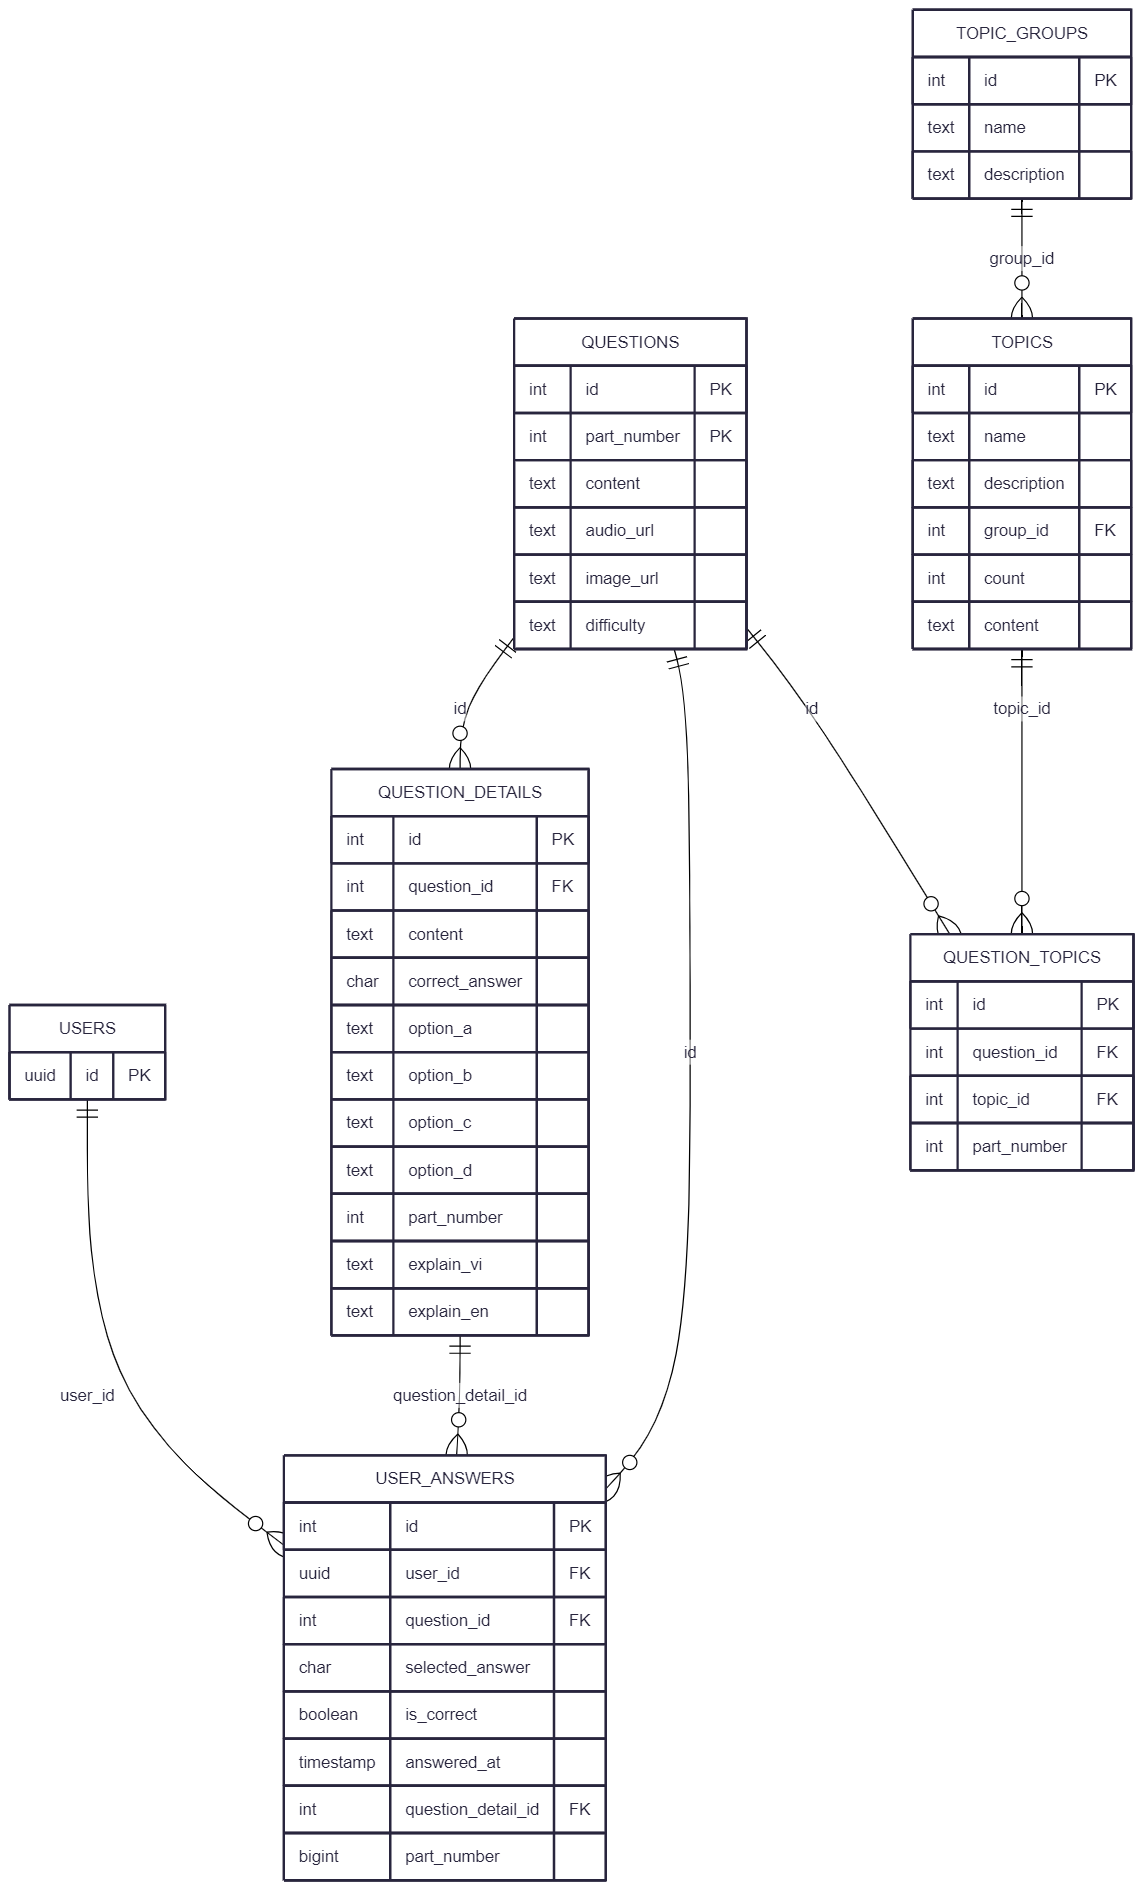 TOPIC_GROUPS
int id PK
text name
text description
group_id
QUESTIONS
int id PK
int part_number PK
text content
text audio_url
text image_url
text difficulty
TOPICS
int id PK
text name
text description
int group_id FK
int count
text content
id
id
topic_id
QUESTION_DETAILS
int id PK
int question_id FK
text content
char correct_answer
text option_a
text option_b
text option_c
text option_d
int part_number
text explain_vi
text explain_en
id
QUESTION_TOPICS
int id PK
int question_id FK
int topic_id FK
int part_number
USERS
uuid id PK
user_id
question_detail_id
USER_ANSWERS
int id PK
uuid user_id FK
int question_id FK
char selected_answer
boolean is_correct
timestamp answered_at
int question_detail_id FK
bigint part_number